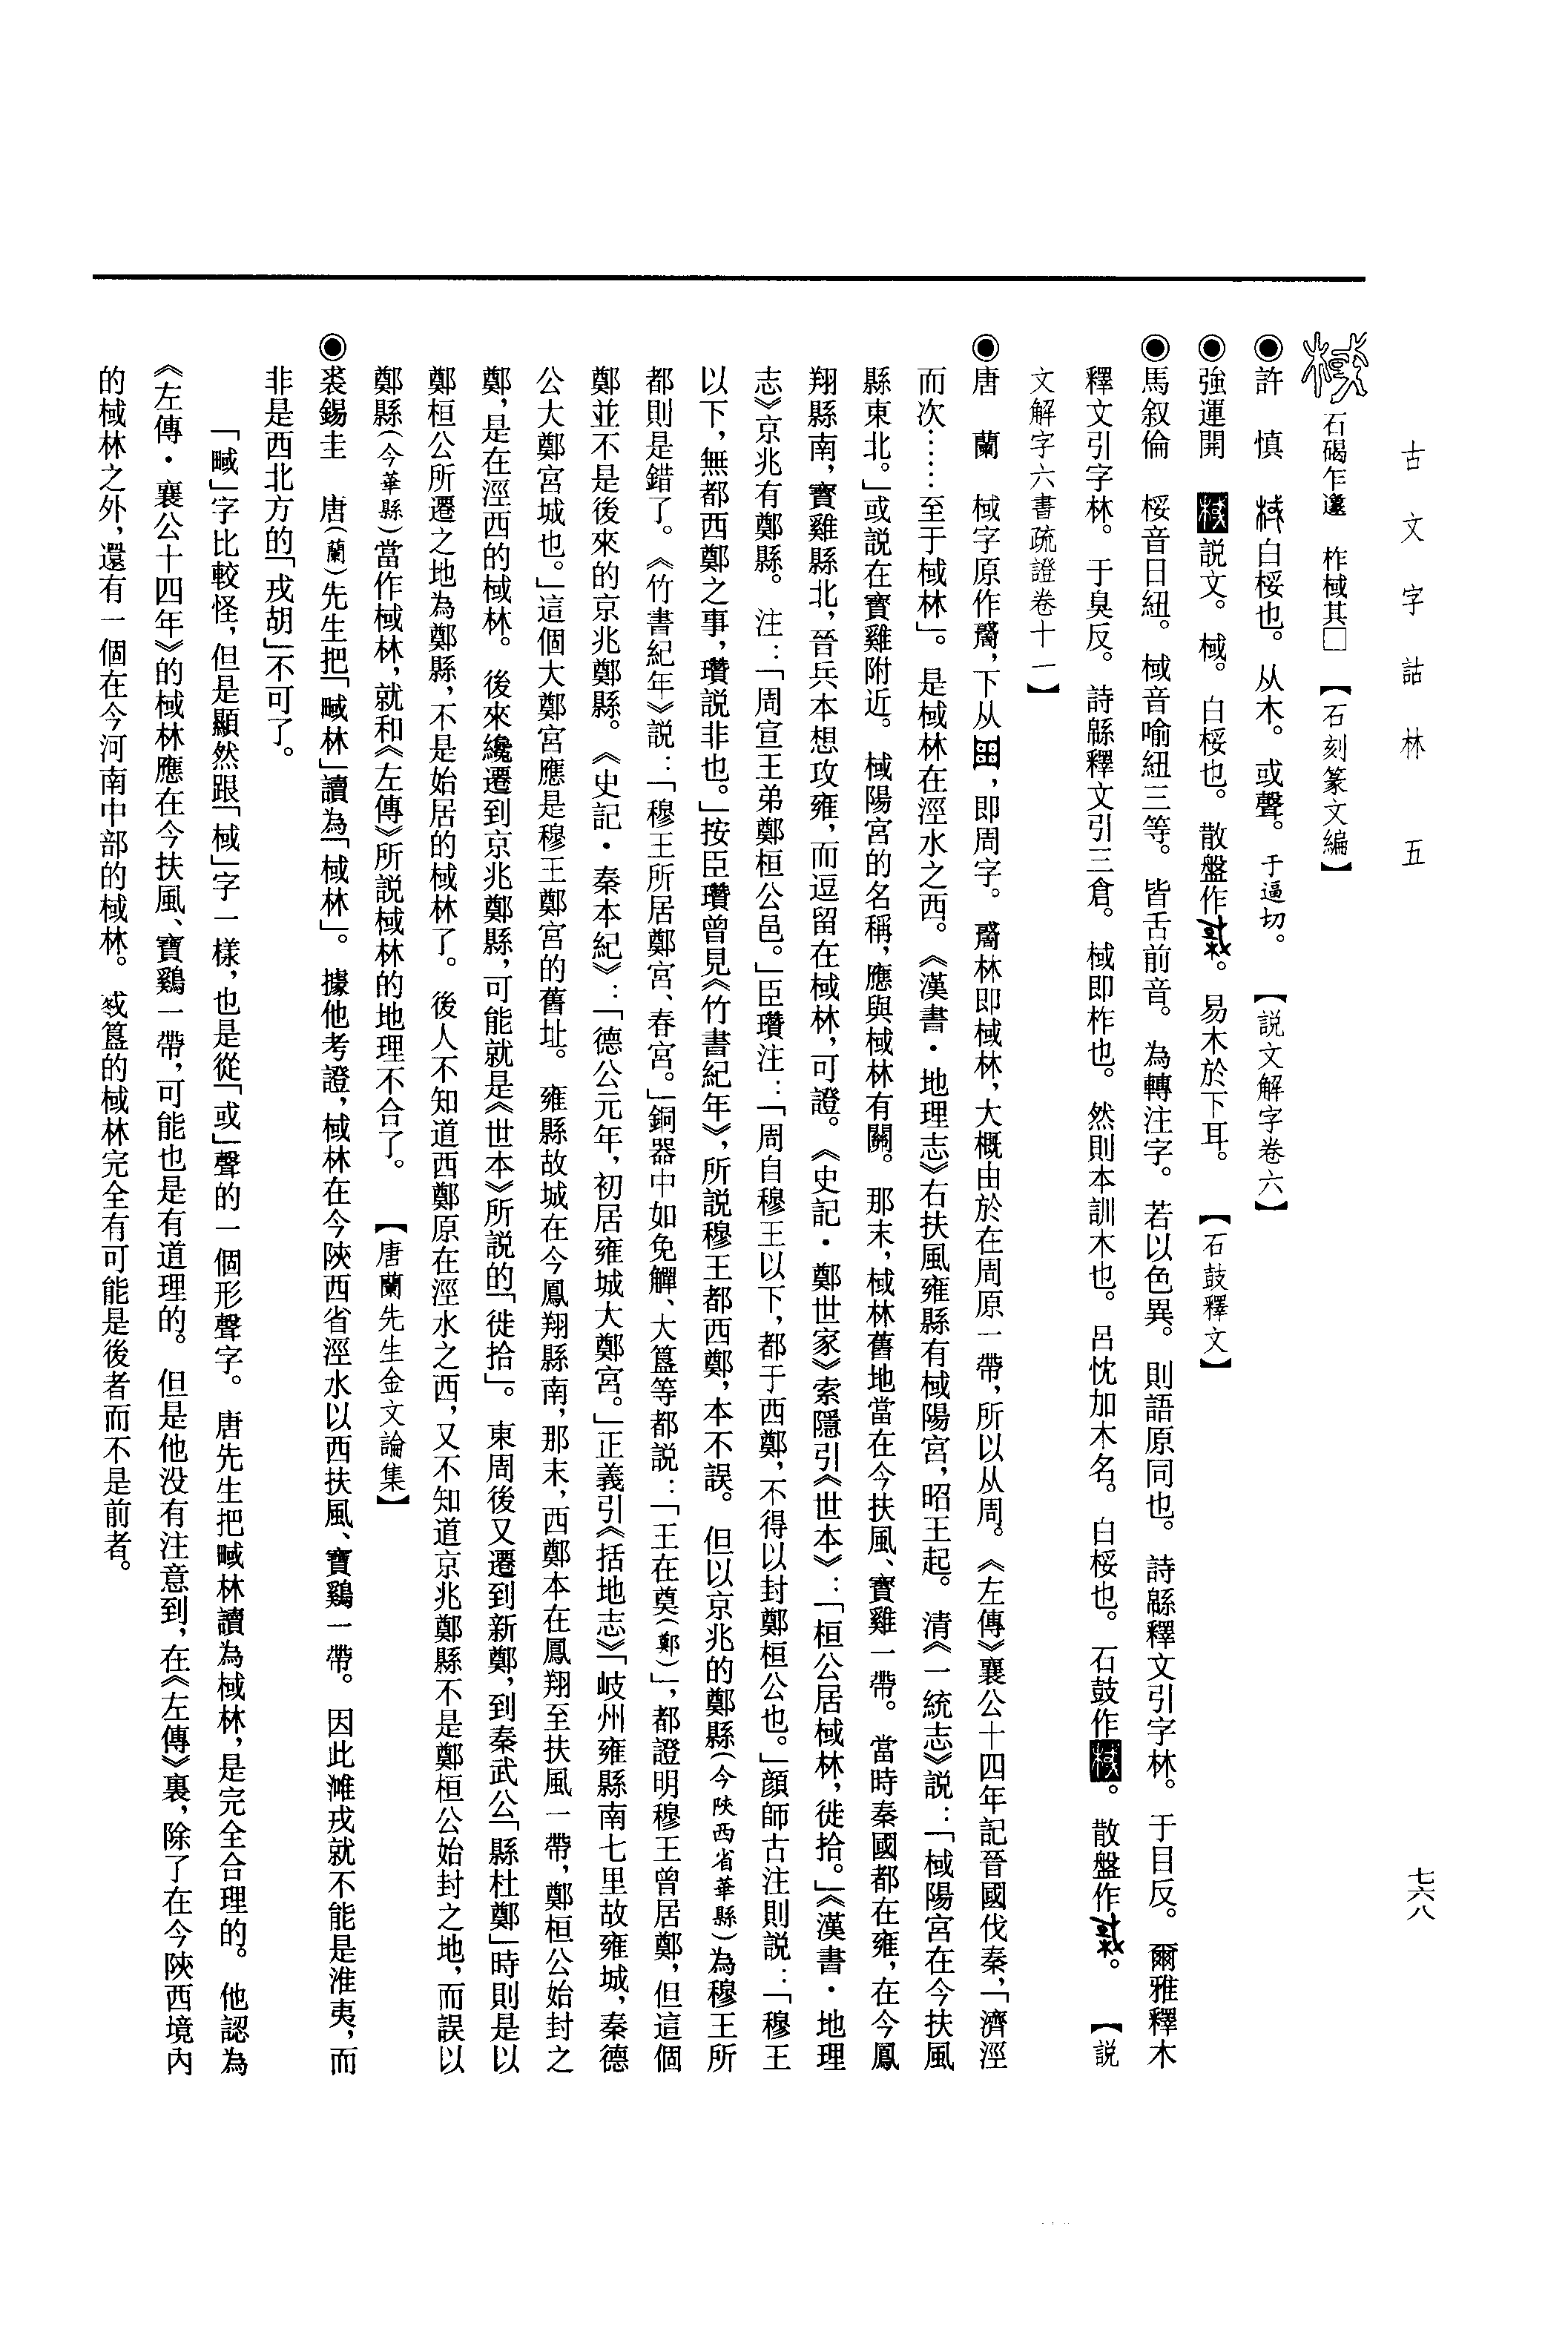 古文字詁林　五
七六八
石碣乍邍　柞棫其□　【石刻篆文編】
◉許　慎　白桵也。从木。或聲。于逼切。　【説文解字卷六】
◉強運開　説文。棫。白桵也。散盤作。易木於下耳。　【石鼓釋文】
◉馬叙倫　桵音日紐。棫音喻紐三等。皆舌前音。為轉注字。若以色異。則語原同也。詩緜釋文引字林。于目反。爾雅釋木
釋文引字林。于臭反。詩緜釋文引三倉。棫即柞也。然則本訓木也。呂忱加木名。白桵也。石鼓作。散盤作。　【説
文解字六書疏證卷十一】
◉唐　蘭　棫字原作，下从，即周字。林即棫林，大概由於在周原一帶，所以从周。《左傳》襄公十四年記晉國伐秦，「濟涇
而次……至于棫林」。是棫林在涇水之西。《漢書・地理志》右扶風雍縣有棫陽宮，昭王起。清《一統志》説：「棫陽宮在今扶風
縣東北。」或説在寶雞附近。棫陽宮的名稱，應與棫林有關。那末，棫林舊地當在今扶風、寶雞一帶。當時秦國都在雍，在今鳳
翔縣南，寶雞縣北，晉兵本想攻雍，而逗留在棫林，可證。《史記・鄭世家》索隱引《世本》：「桓公居棫林，徙拾。」《漢書・地理
志》京兆有鄭縣。注：「周宣王弟鄭桓公邑。」臣瓚注：「周自穆王以下，都于西鄭，不得以封鄭桓公也。」顔師古注則説：「穆王
以下，無都西鄭之事，瓚説非也。」按臣瓚曾見《竹書紀年》，所説穆王都西鄭，本不誤。但以京兆的鄭縣（今陝西省華縣）為穆王所
都則是錯了。《竹書紀年》説：「穆王所居鄭宮、春宮。」銅器中如免觶、大簋等都説：「王在奠（鄭）」，都證明穆王曾居鄭，但這個
鄭並不是後來的京兆鄭縣。《史記・秦本紀》：「德公元年，初居雍城大鄭宮。」正義引《括地志》「岐州雍縣南七里故雍城，秦德
公大鄭宮城也。」這個大鄭宮應是穆王鄭宮的舊址。雍縣故城在今鳳翔縣南，那末，西鄭本在鳳翔至扶風一帶，鄭桓公始封之
鄭，是在涇西的棫林。後來纔遷到京兆鄭縣，可能就是《世本》所説的「徙拾」。東周後又遷到新鄭，到秦武公「縣杜鄭」時則是以
鄭桓公所遷之地為鄭縣，不是始居的棫林了。後人不知道西鄭原在涇水之西，又不知道京兆鄭縣不是鄭桓公始封之地，而誤以
鄭縣（今華縣）當作棫林，就和《左傳》所説棫林的地理不合了。　【唐蘭先生金文論集】
◉裘錫圭　唐（蘭）先生把「𩒨林」讀為「棫林」。據他考證，棫林在今陝西省涇水以西扶風、寶鷄一帶。因此濰戎就不能是淮夷，而
非是西北方的「戎胡」不可了。
「」字比較怪，但是顯然跟「棫」字一樣，也是從「或」聲的一個形聲字。唐先生把林讀為棫林，是完全合理的。他認為
《左傳・襄公十四年》的棫林應在今扶風、寶鷄一帶，可能也是有道理的。但是他没有注意到，在《左傳》裏，除了在今陝西境内
的棫林之外，還有一個在今河南中部的棫林。簋的棫林完全有可能是後者而不是前者。